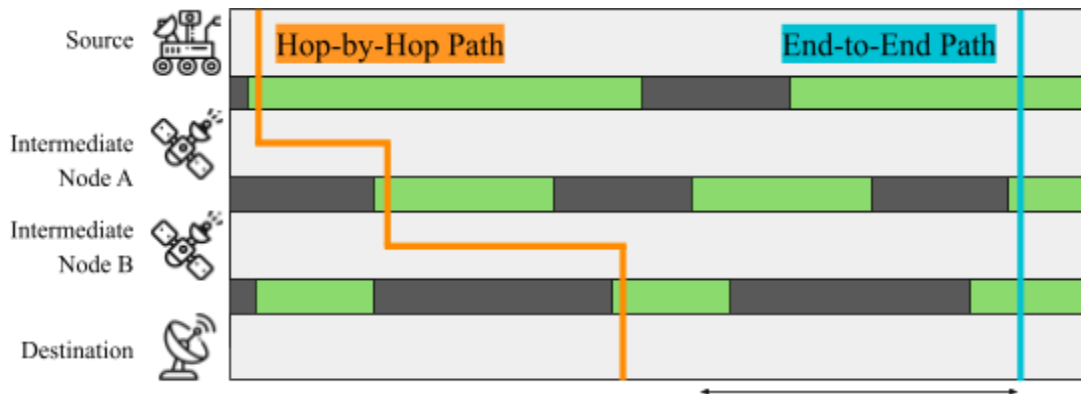 Source
Hop-by-Hop Path
End-to-End Path
Intermediate
Node A
Intermediate
Node B
Destination